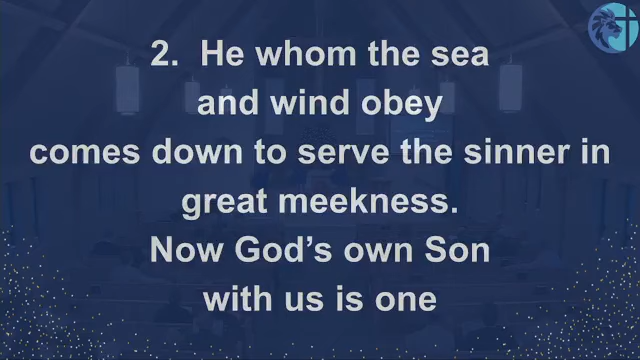 2.  He whom the sea
and wind obey
comes down to serve the sinner in
great meekness.
Now God’s own Son
with us is one